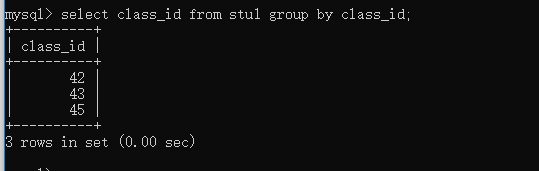 mysql> select class_id from stu1 group by class_id;
+----------+
| class_id |
+----------+
| 42 |
| 43 |
| 45 |
+----------+
3 rows in set (0.00 sec)